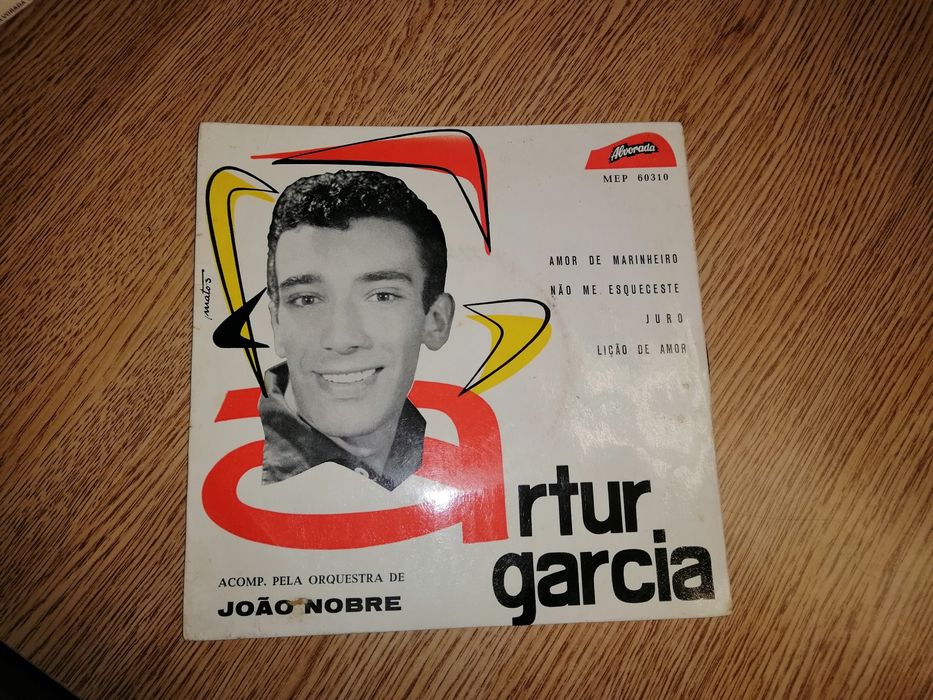 Alvorada
MEP 60310
AMOR DE MARINHEIRO
NÃO ME ESQUECESTE
JURO
LIÇÃO DE AMOR
matos
artur
garcia
ACOMP. PELA ORQUESTRA DE
JOÃO NOBRE